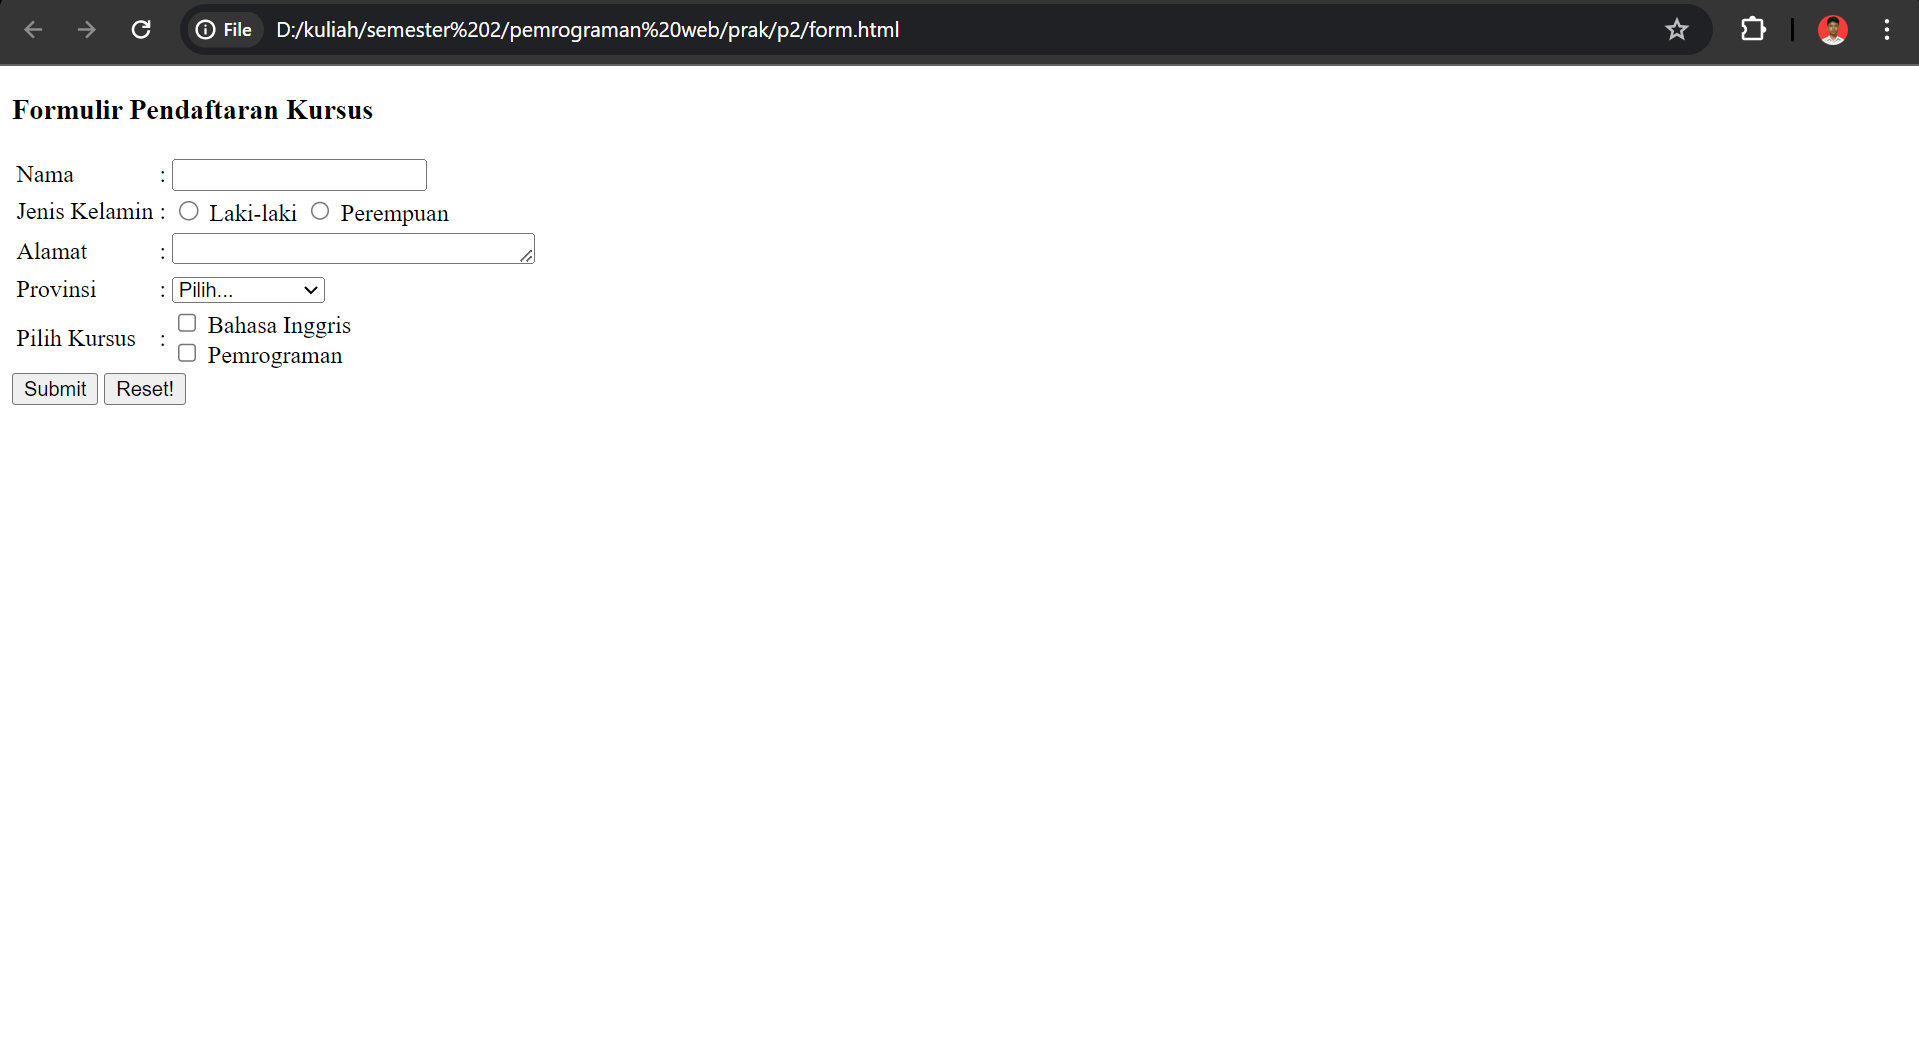 File D:/kuliah/semester%202/pemrograman%20web/prak/p2/form.html
Formulir Pendaftaran Kursus
Nama :
Jenis Kelamin : Laki-laki Perempuan
Alamat :
Provinsi : Pilih...
Pilih Kursus : Bahasa Inggris
Pemrograman
Submit Reset!